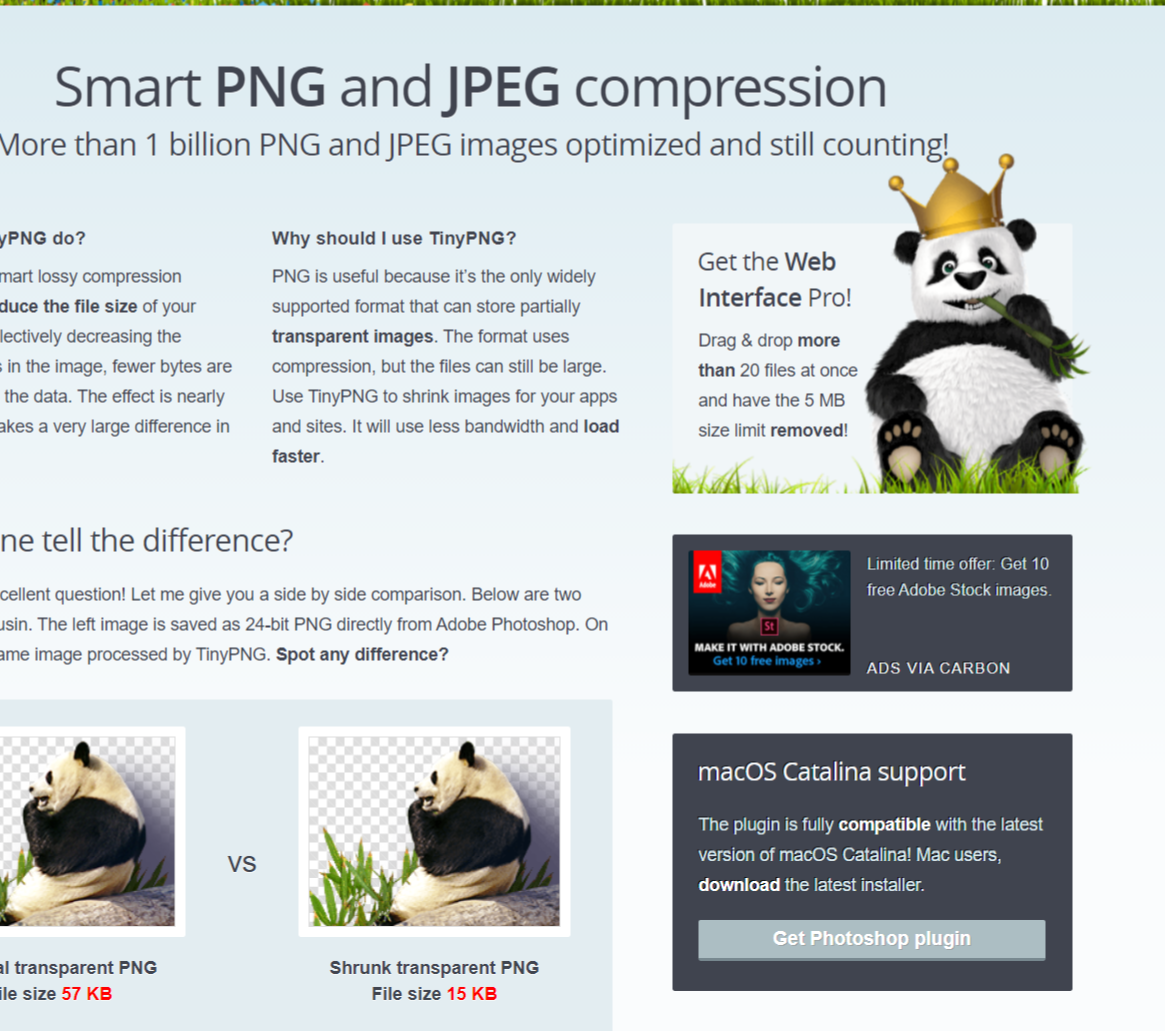 Smart PNG and JPEG compression
More than 1 billion PNG and JPEG images optimized and still counting!
yPNG do?
mart lossy compression
duce the file size of your
lectively decreasing the
s in the image, fewer bytes are
the data. The effect is nearly
akes a very large difference in
Why should I use TinyPNG?
PNG is useful because it’s the only widely
supported format that can store partially
transparent images. The format uses
compression, but the files can still be large.
Use TinyPNG to shrink images for your apps
and sites. It will use less bandwidth and load
faster.
Get the Web
Interface Pro!
Drag & drop more
than 20 files at once
and have the 5 MB
size limit removed!
ne tell the difference?
cellent question! Let me give you a side by side comparison. Below are two
usin. The left image is saved as 24-bit PNG directly from Adobe Photoshop. On
ame image processed by TinyPNG. Spot any difference?
VS
al transparent PNG
ile size 57 KB
Shrunk transparent PNG
File size 15 KB
Adobe
St
MAKE IT WITH ADOBE STOCK.
Get 10 free images ›
Limited time offer: Get 10
free Adobe Stock images.
ADS VIA CARBON
macOS Catalina support
The plugin is fully compatible with the latest
version of macOS Catalina! Mac users,
download the latest installer.
Get Photoshop plugin